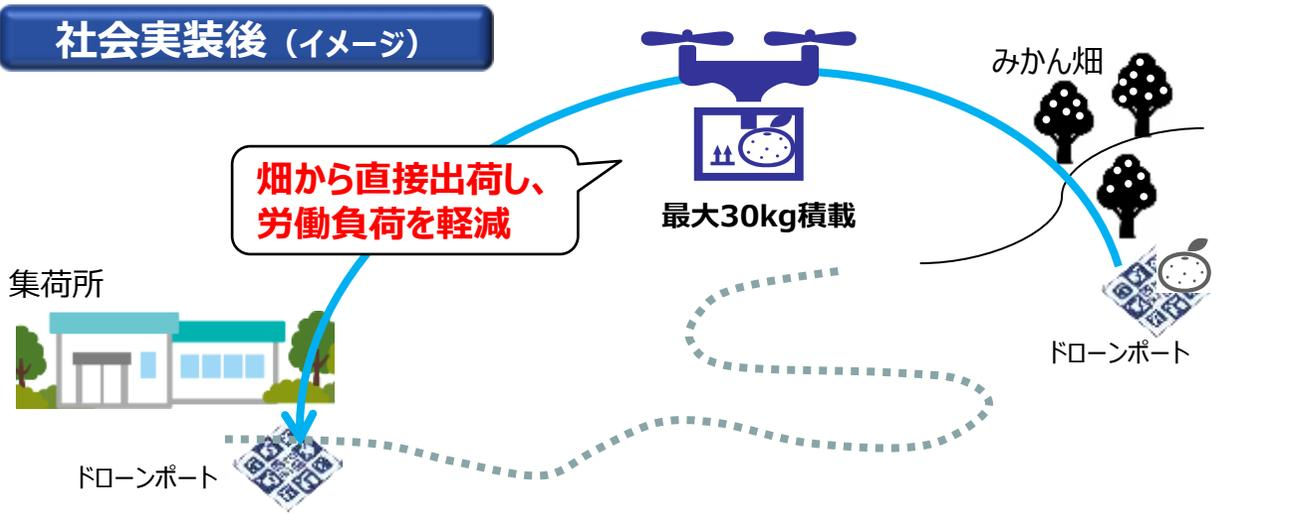 社会実装後（イメージ）
みかん畑
畑から直接出荷し、
労働負荷を軽減
最大30kg積載
集荷所
ドローンポート
ドローンポート